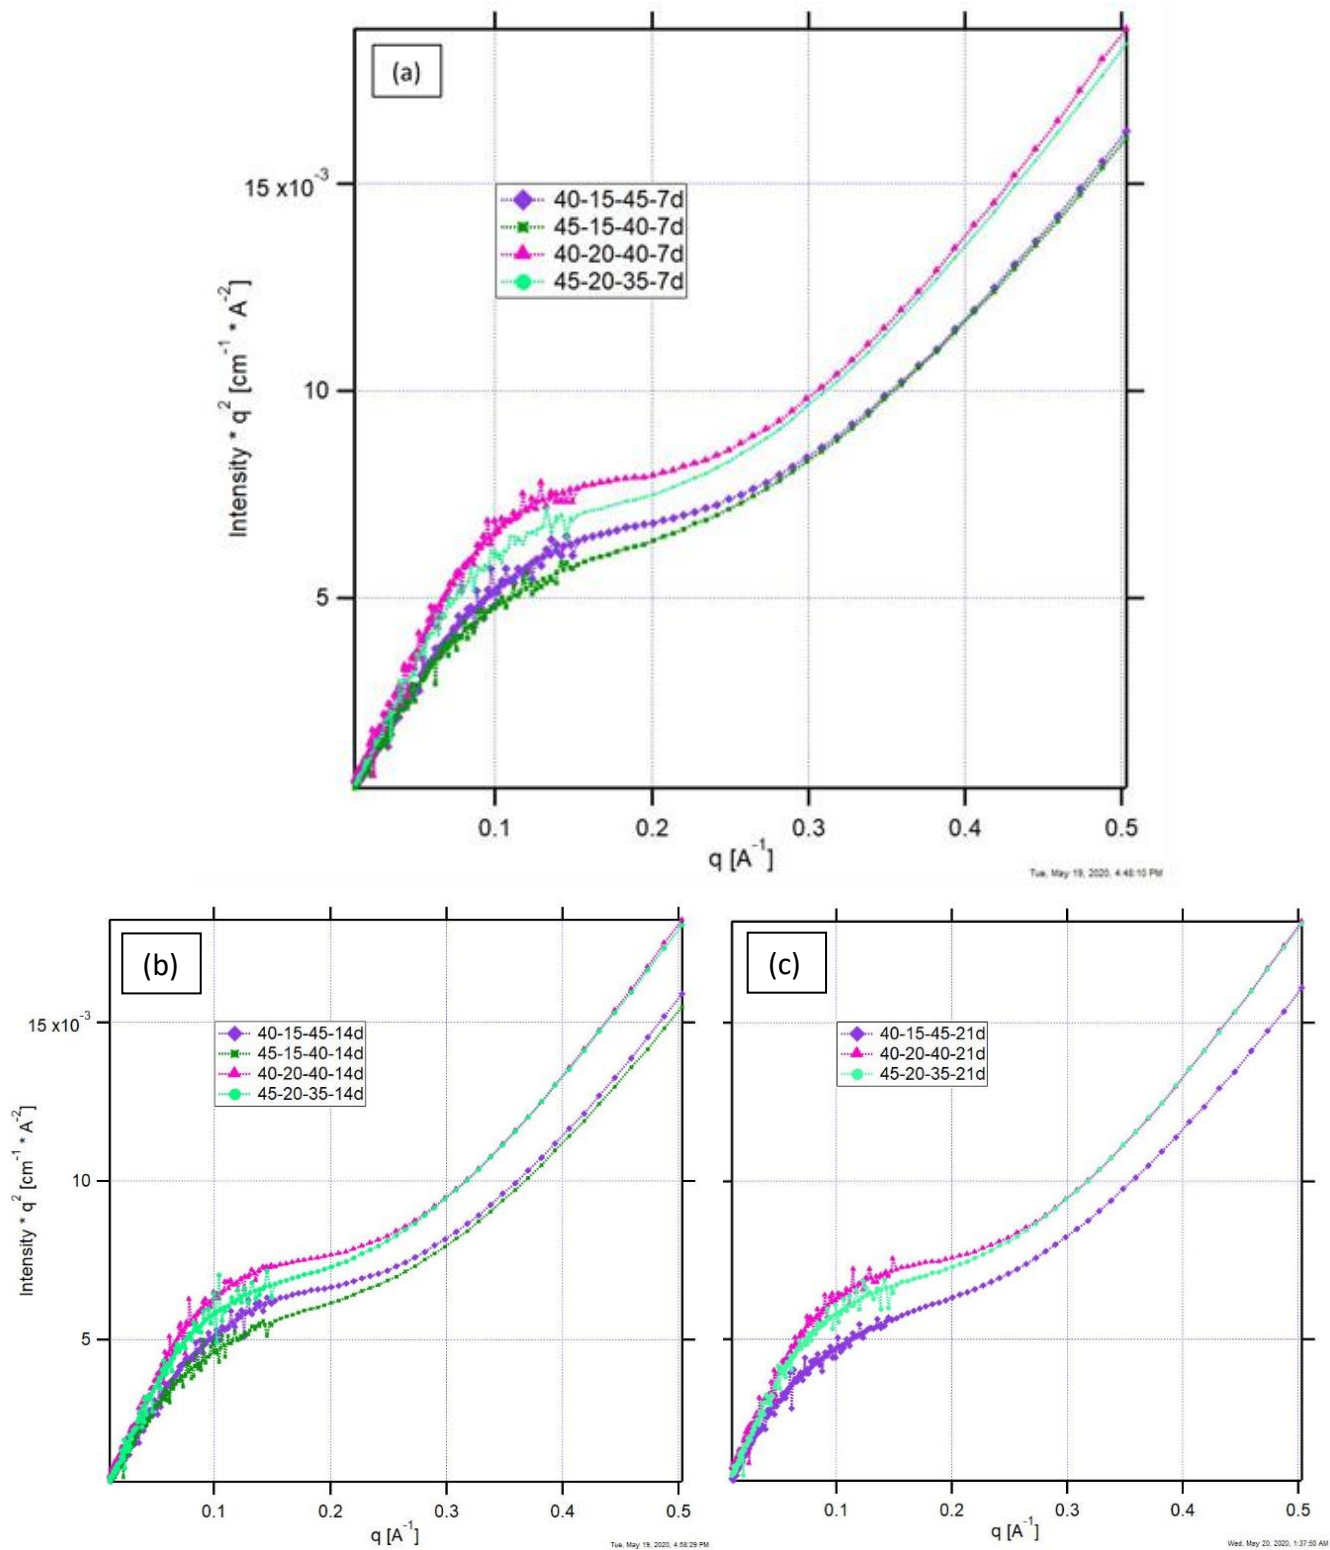 (a)
15 x10⁻³
10
5
Intensity * q² [cm⁻¹ * A⁻²]
40-15-45-7d
45-15-40-7d
40-20-40-7d
45-20-35-7d
0.1 0.2 0.3 0.4 0.5
q [A⁻¹]
Tue, May 19, 2020, 4:48:10 PM
(b)
15 x10⁻³
10
5
Intensity * q² [cm⁻¹ * A⁻²]
40-15-45-14d
45-15-40-14d
40-20-40-14d
45-20-35-14d
0.1 0.2 0.3 0.4 0.5
q [A⁻¹]
Tue, May 19, 2020, 4:58:29 PM
(c)
40-15-45-21d
40-20-40-21d
45-20-35-21d
0.1 0.2 0.3 0.4 0.5
q [A⁻¹]
Wed, May 20, 2020, 1:37:50 AM